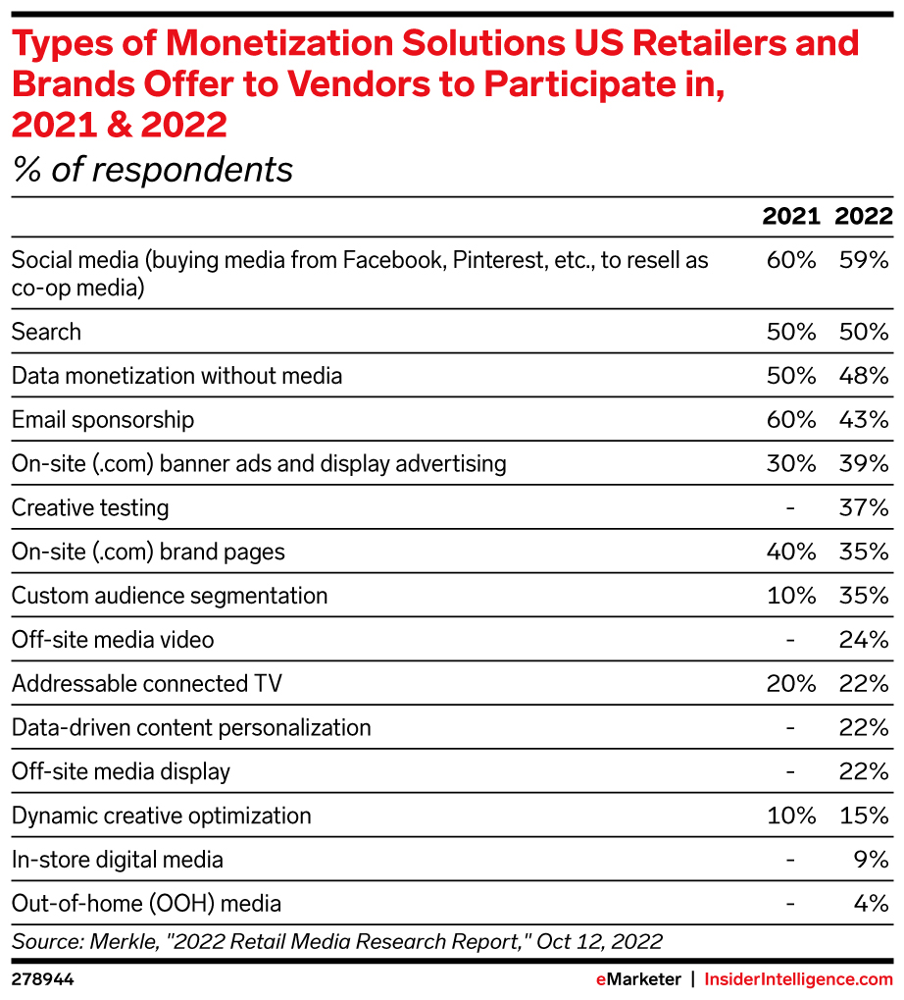 Types of Monetization Solutions US Retailers and
Brands Offer to Vendors to Participate in,
2021 & 2022
% of respondents
2021 2022
Social media (buying media from Facebook, Pinterest, etc., to resell as 60% 59%
co-op media)
Search 50% 50%
Data monetization without media 50% 48%
Email sponsorship 60% 43%
On-site (.com) banner ads and display advertising 30% 39%
Creative testing - 37%
On-site (.com) brand pages 40% 35%
Custom audience segmentation 10% 35%
Off-site media video - 24%
Addressable connected TV 20% 22%
Data-driven content personalization - 22%
Off-site media display - 22%
Dynamic creative optimization 10% 15%
In-store digital media - 9%
Out-of-home (OOH) media - 4%
Source: Merkle, "2022 Retail Media Research Report," Oct 12, 2022
278944 eMarketer | InsiderIntelligence.com